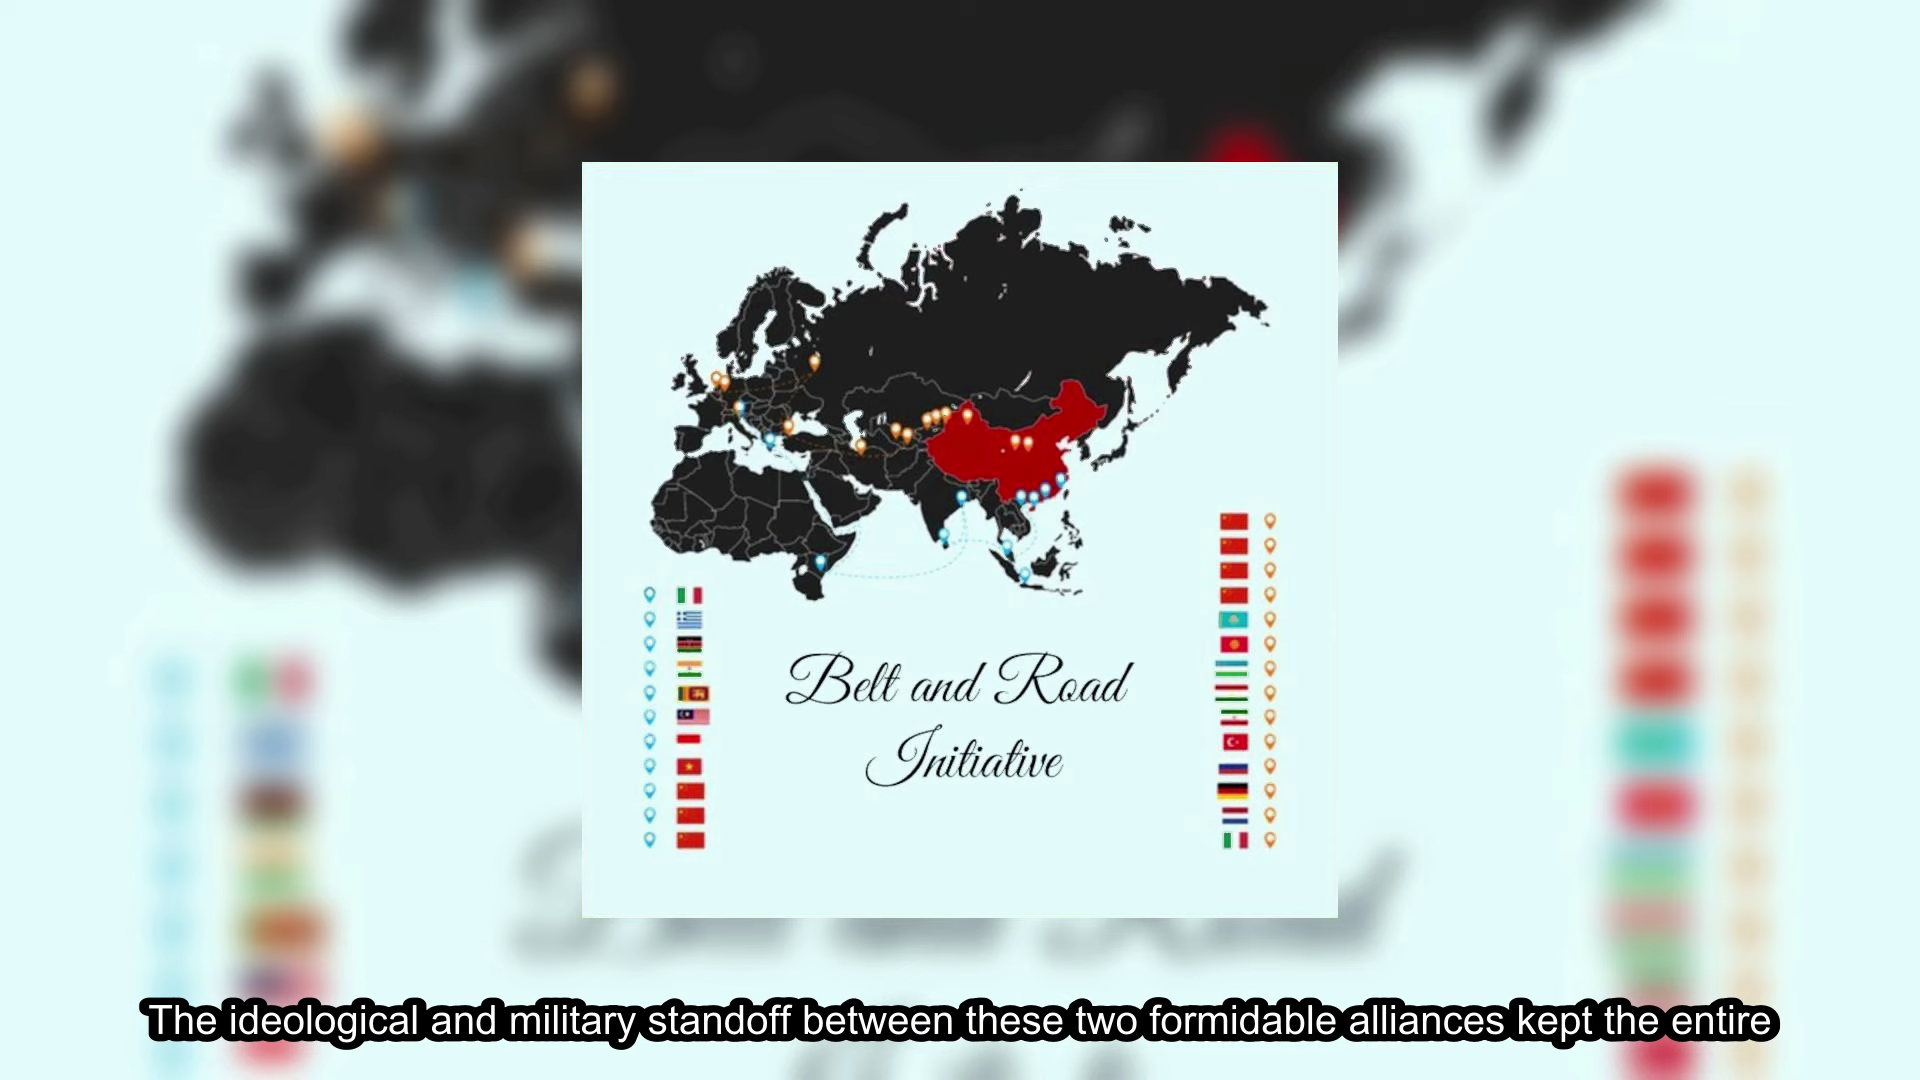 Belt and Road
Initiative
The ideological and military standoff between these two formidable alliances kept the entire